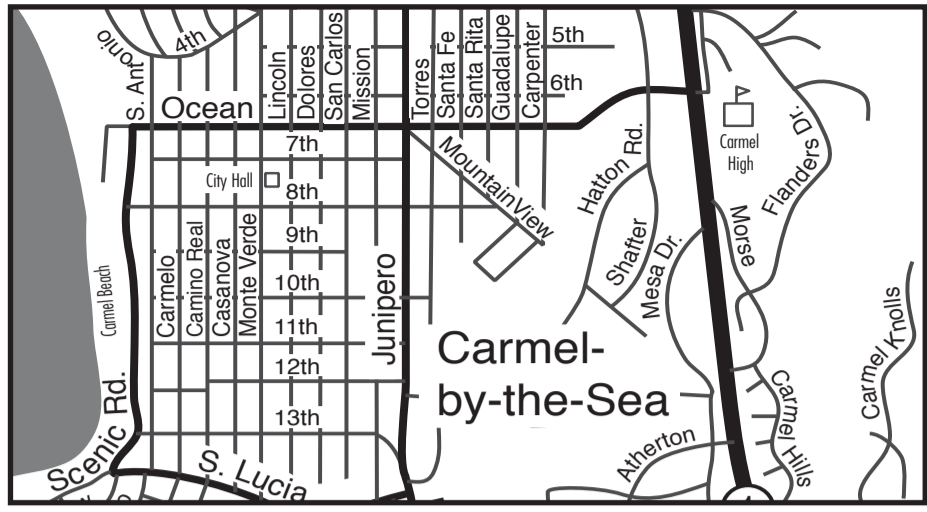 S. Antonio
4th
Ocean
Lincoln
Dolores
San Carlos
Mission
Torres
Santa Fe
Santa Rita
Guadalupe
Carpenter
5th
6th
7th
City Hall
8th
9th
10th
11th
12th
13th
Carmelo
Camino Real
Casanova
Monte Verde
Junipero
Mountain View
Hatton Rd.
Shafter
Mesa Dr.
Morse
Flanders Dr.
Carmel
High
Carmel Beach
Scenic Rd.
S. Lucia
Carmel-
by-the-Sea
Atherton
Carmel Hills
Carmel Knolls